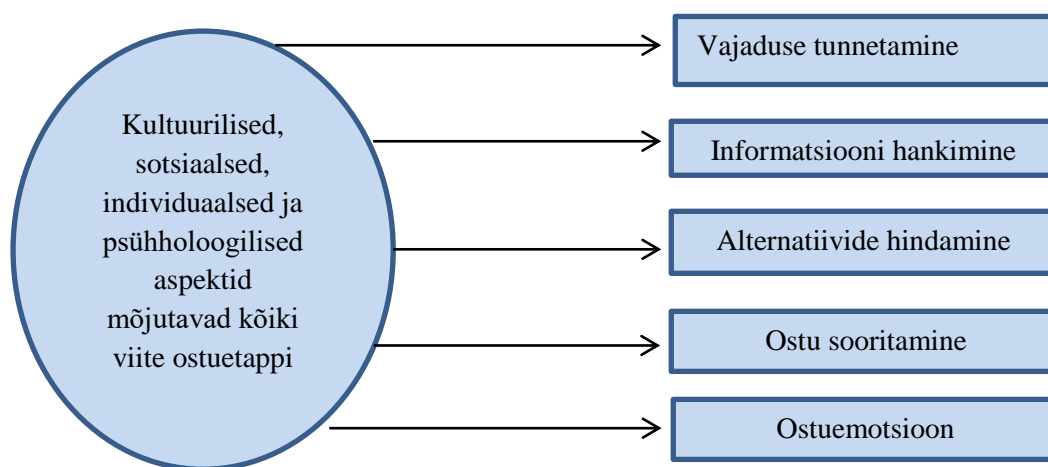 Kultuurilised,
sotsiaalsed,
individuaalsed ja
psühholoogilised
aspektid
mõjutavad kõiki
viite ostuetappi
Vajaduse tunnetamine
Informatsiooni hankimine
Alternatiivide hindamine
Ostu sooritamine
Ostuemotsioon